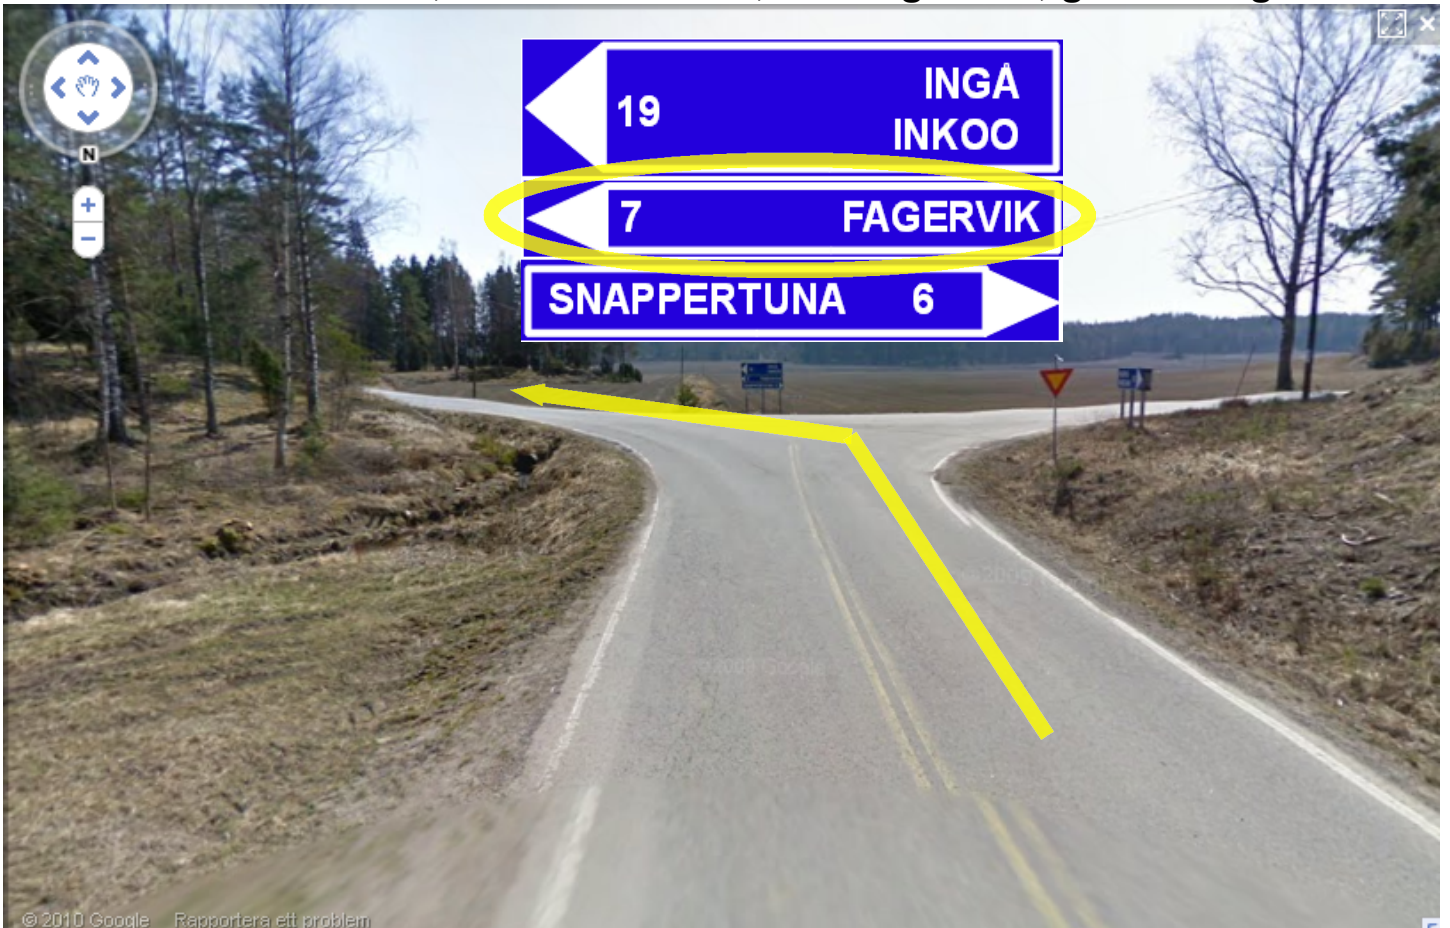 N
19 INGÅ
INKOO
7 FAGERVIK
SNAPPERTUNA 6
© 2010 Google Rapportera ett problem